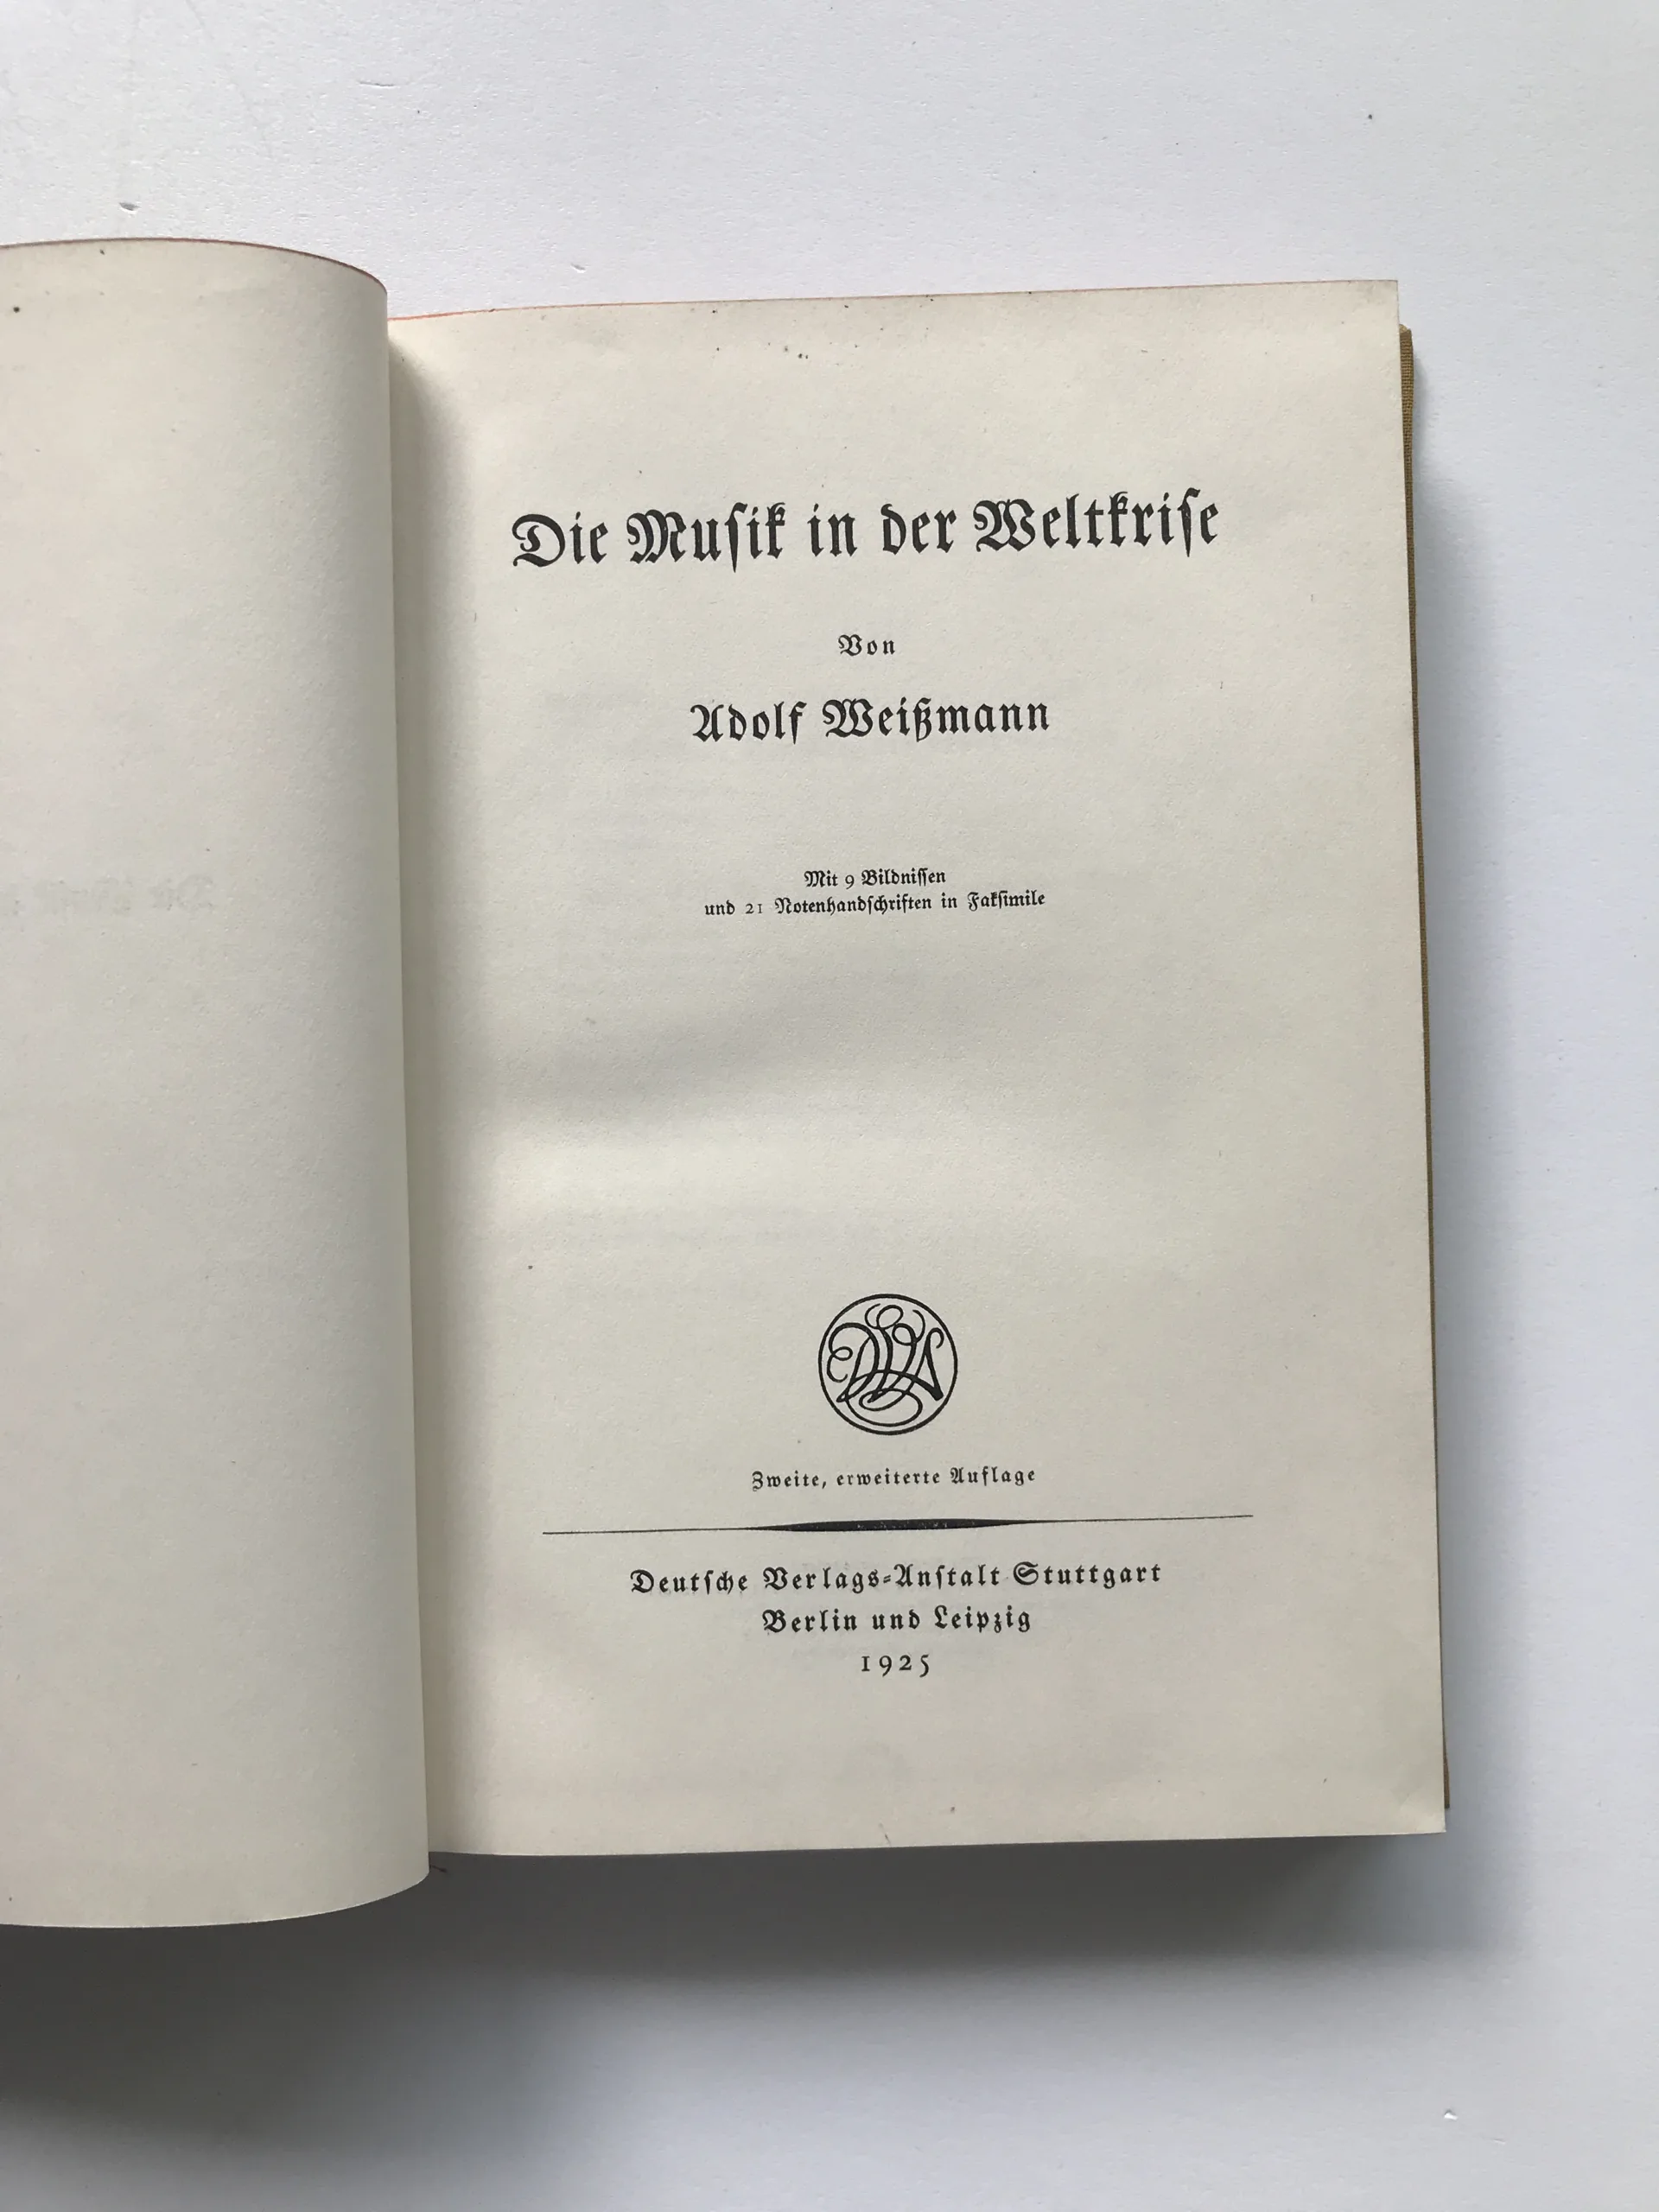 Die Muſik in der Weltkriſe
Von
Adolf Weißmann
Mit 9 Bildniſſen
und 21 Notenhandſchriften in Fakſimile
DVA
Zweite, erweiterte Auflage
Deutſche Verlags-Anſtalt Stuttgart
Berlin und Leipzig
1925